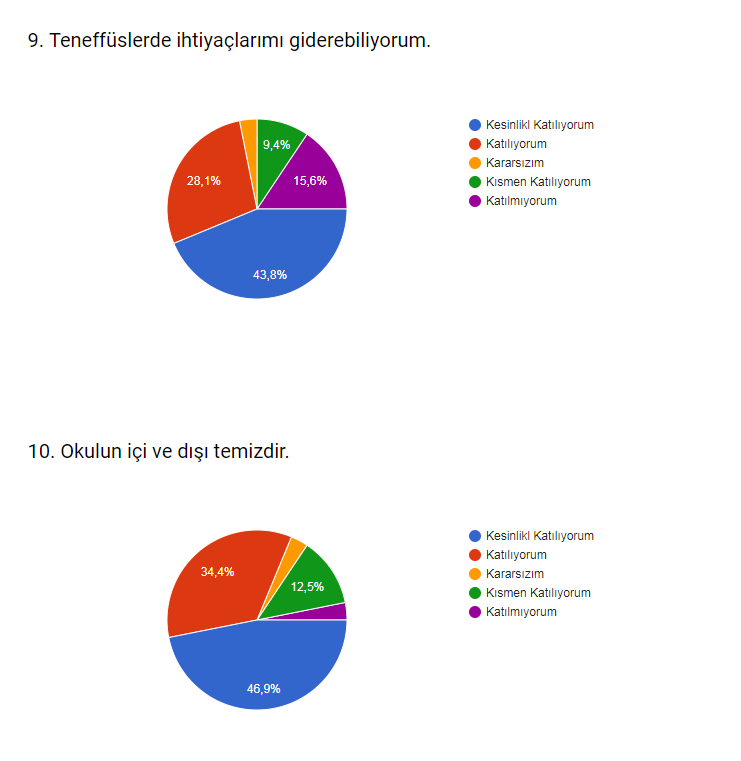 9. Teneffüslerde ihtiyaçlarımı giderebiliyorum.
9,4%
15,6%
28,1%
43,8%
Kesinlikl Katılıyorum
Katılıyorum
Kararsızım
Kısmen Katılıyorum
Katılmıyorum
10. Okulun içi ve dışı temizdir.
34,4%
12,5%
46,9%
Kesinlikl Katılıyorum
Katılıyorum
Kararsızım
Kısmen Katılıyorum
Katılmıyorum